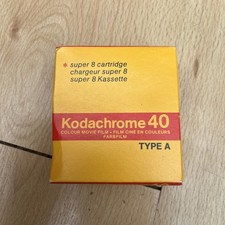 super 8 cartridge
chargeur super 8
super 8 Kassette
Kodachrome 40
COLOUR MOVIE FILM • FILM CINE EN COULEURS
FARBFILM
TYPE A